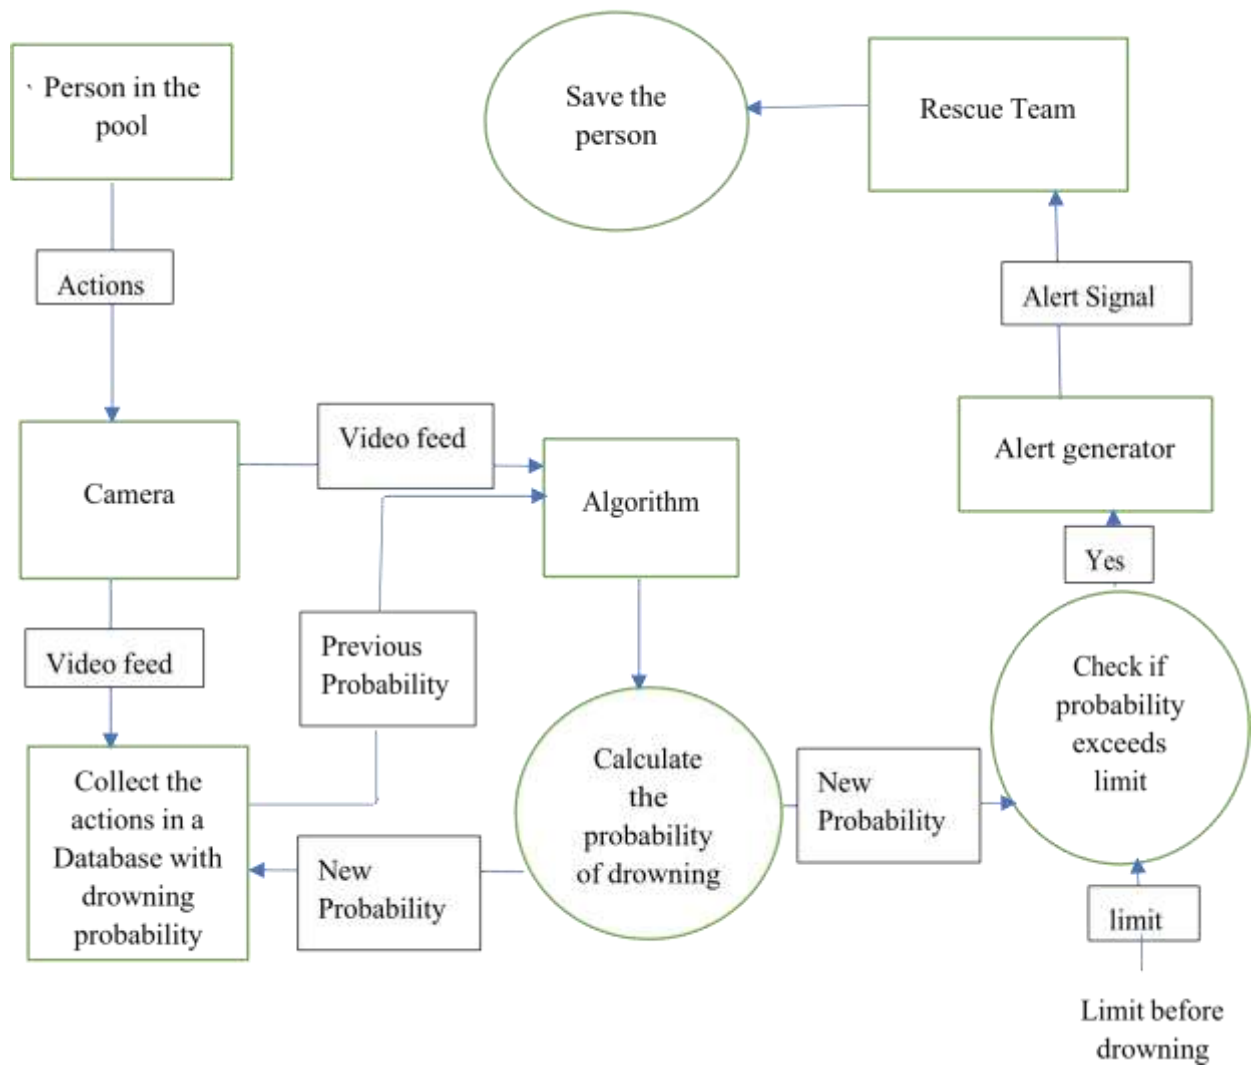 Person in the
pool
Save the
person
Rescue Team
Actions
Alert Signal
Video feed
Camera
Algorithm
Alert generator
Yes
Video feed
Previous
Probability
Check if
probability
exceeds
limit
Collect the
actions in a
Database with
drowning
probability
New
Probability
Calculate
the
probability
of drowning
New
Probability
limit
Limit before
drowning